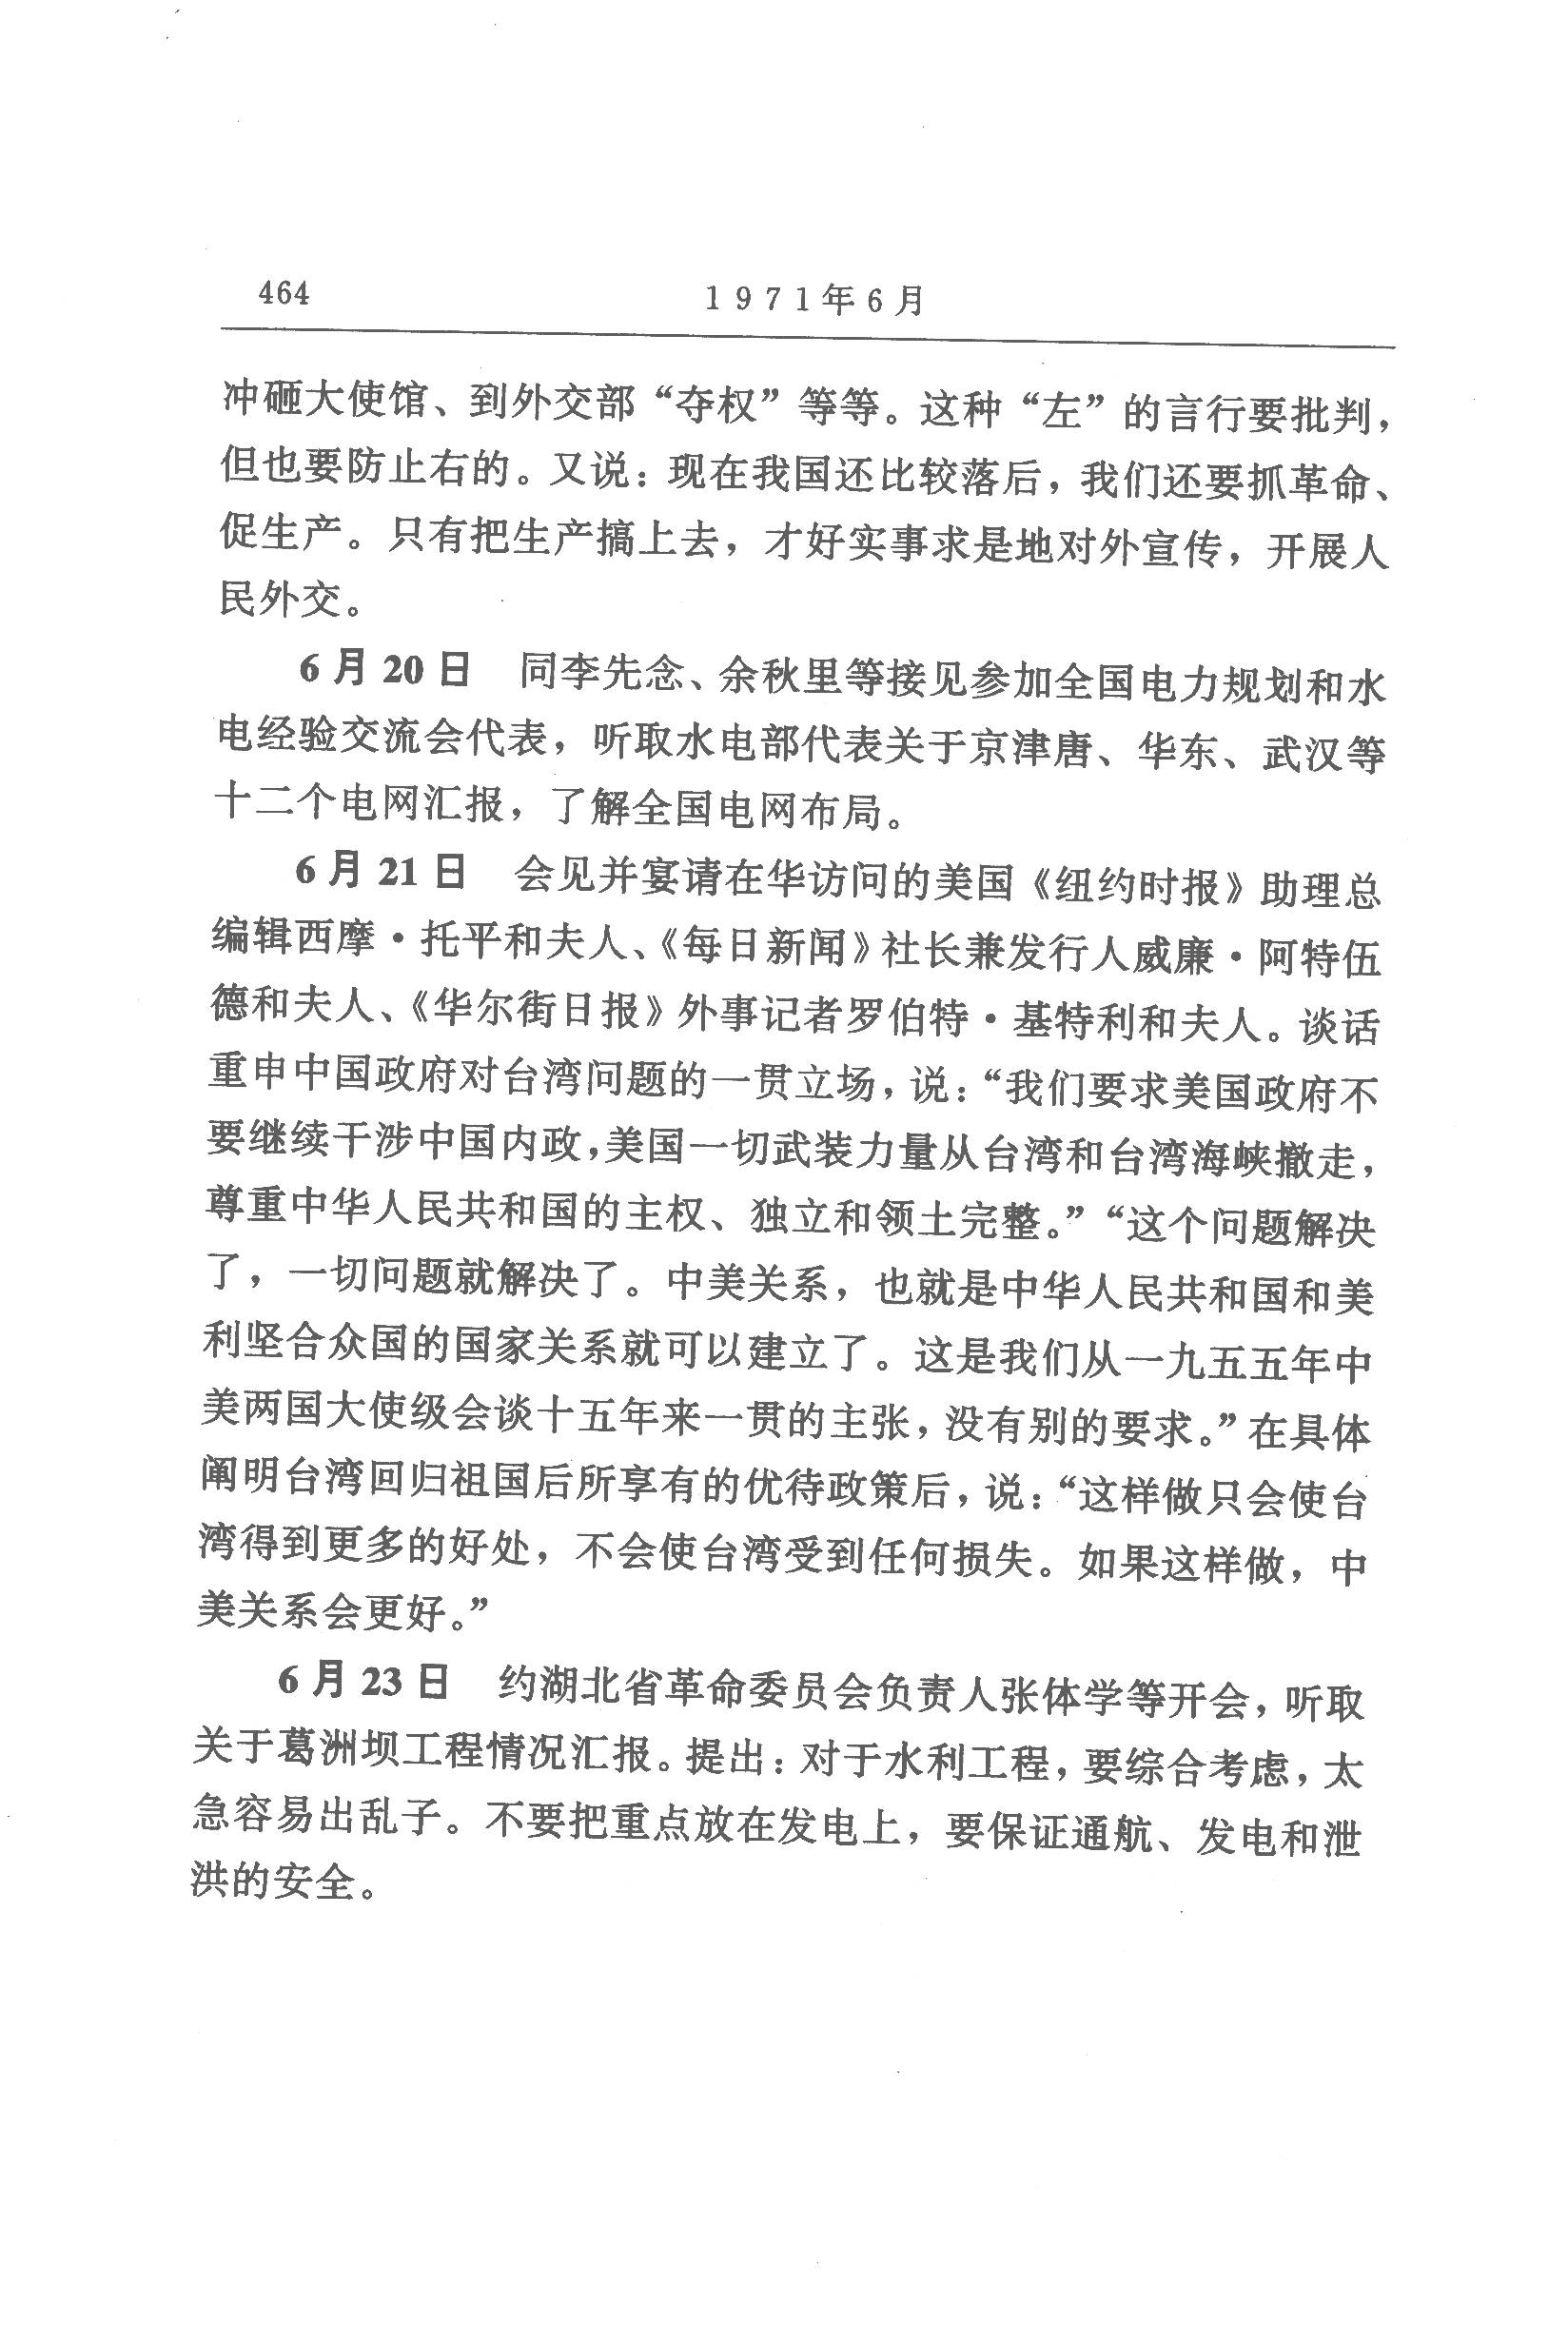 464
1971年6月
冲砸大使馆、到外交部“夺权”等等。这种“左”的言行要批判，
但也要防止右的。又说：现在我国还比较落后，我们还要抓革命、
促生产。只有把生产搞上去，才好实事求是地对外宣传，开展人
民外交。
6月20日　同李先念、余秋里等接见参加全国电力规划和水
电经验交流会代表，听取水电部代表关于京津唐、华东、武汉等
十二个电网汇报，了解全国电网布局。
6月21日　会见并宴请在华访问的美国《纽约时报》助理总
编辑西摩·托平和夫人、《每日新闻》社长兼发行人威廉·阿特伍
德和夫人、《华尔街日报》外事记者罗伯特·基特利和夫人。谈话
重申中国政府对台湾问题的一贯立场，说：“我们要求美国政府不
要继续干涉中国内政，美国一切武装力量从台湾和台湾海峡撤走，
尊重中华人民共和国的主权、独立和领土完整。”“这个问题解决
了，一切问题就解决了。中美关系，也就是中华人民共和国和美
利坚合众国的国家关系就可以建立了。这是我们从一九五五年中
美两国大使级会谈十五年来一贯的主张，没有别的要求。”在具体
阐明台湾回归祖国后所享有的优待政策后，说：“这样做只会使台
湾得到更多的好处，不会使台湾受到任何损失。如果这样做，中
美关系会更好。”
6月23日　约湖北省革命委员会负责人张体学等开会，听取
关于葛洲坝工程情况汇报。提出：对于水利工程，要综合考虑，太
急容易出乱子。不要把重点放在发电上，要保证通航、发电和泄
洪的安全。